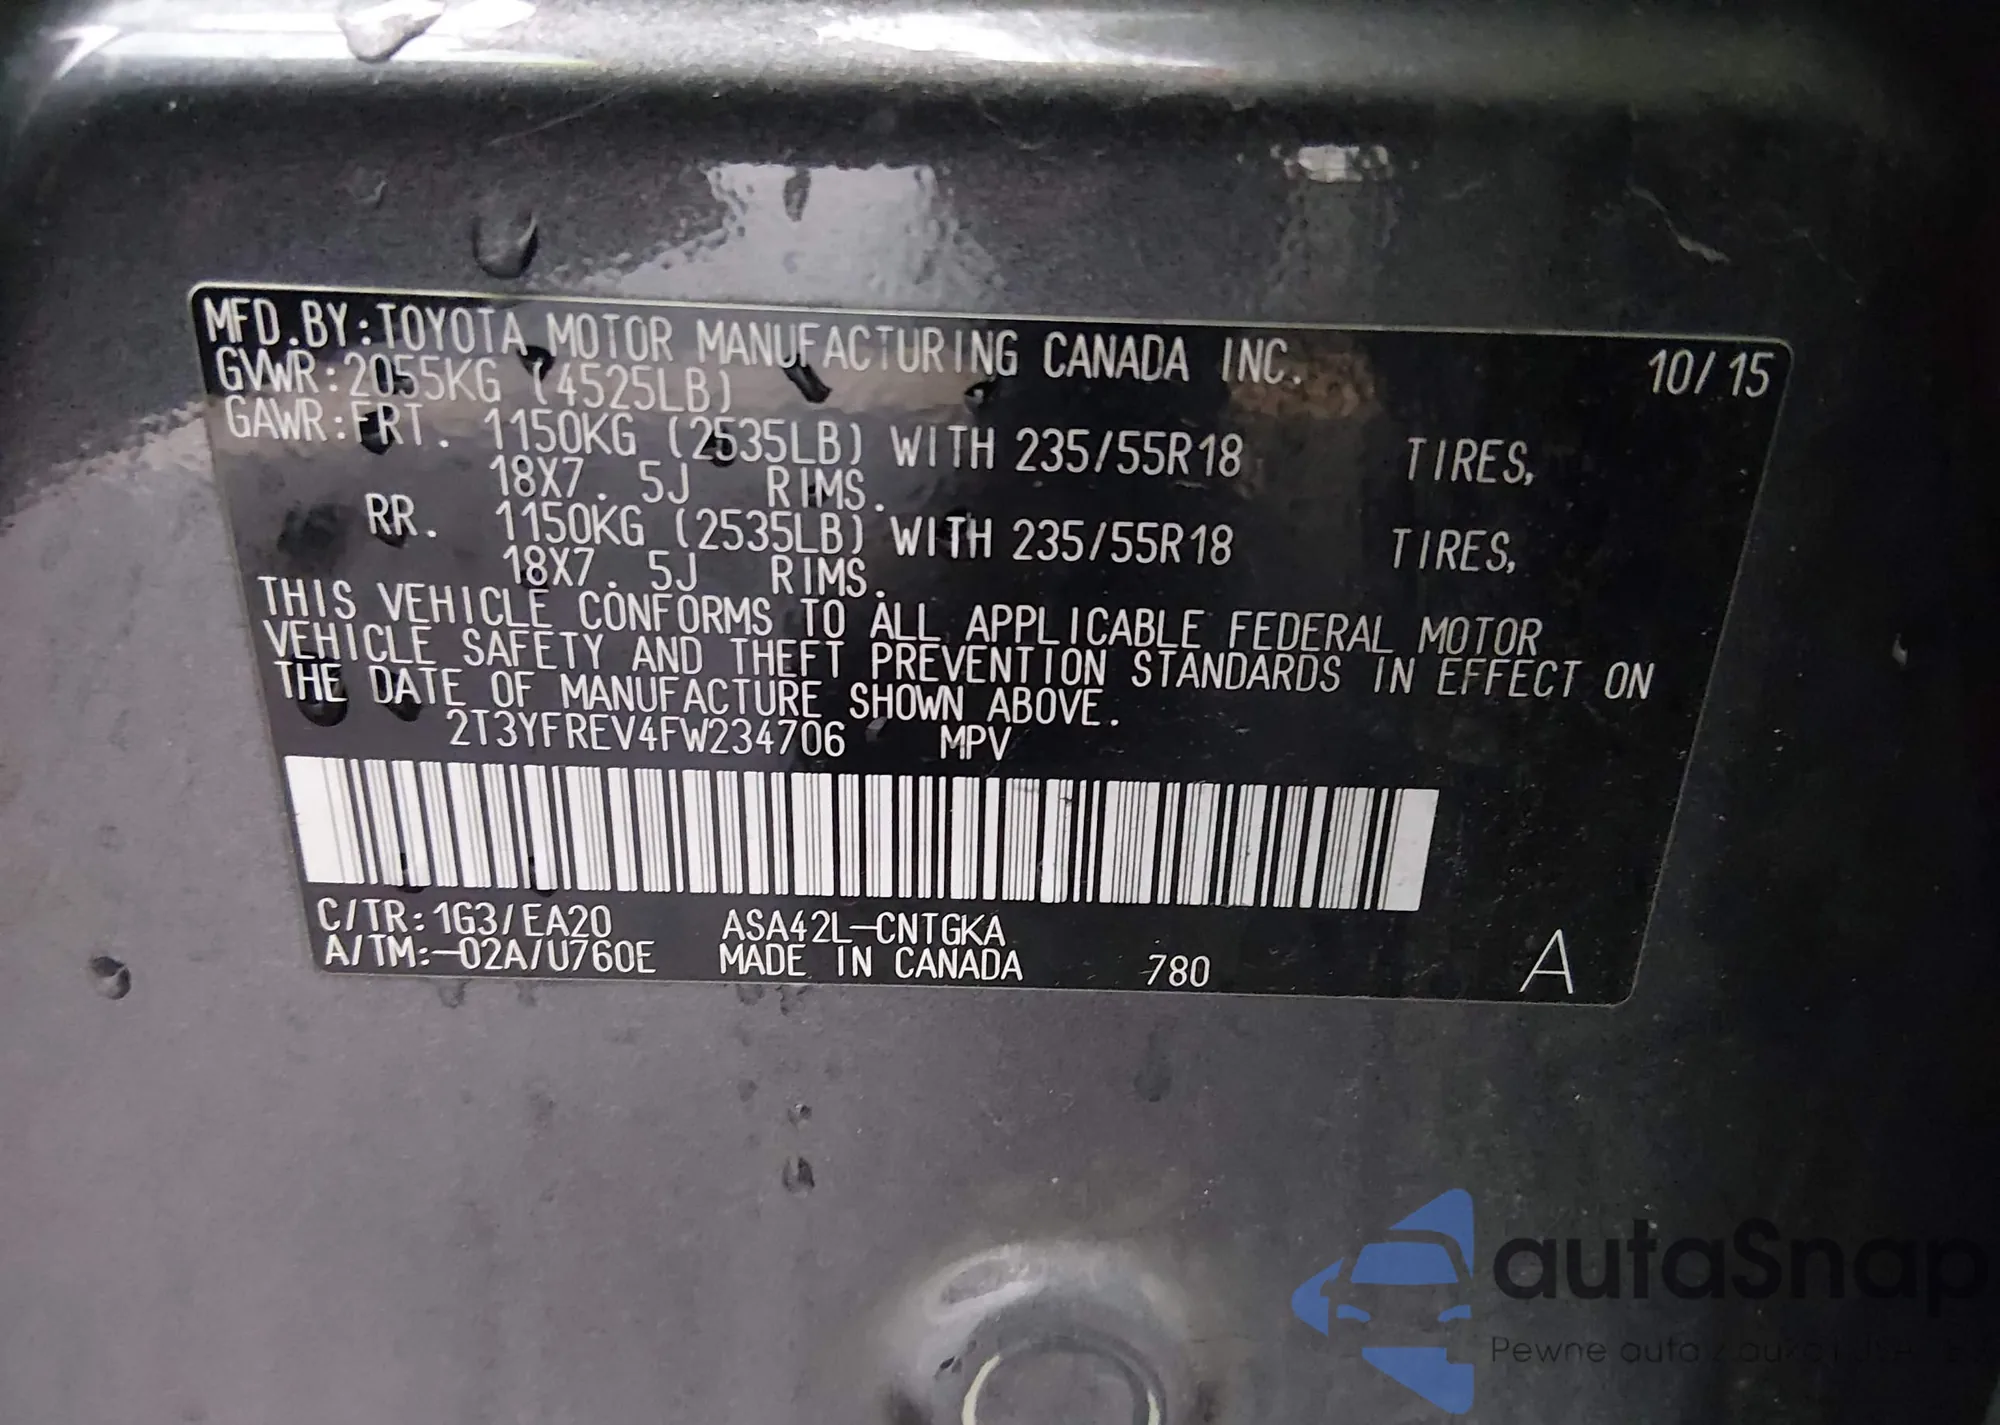 MFD.BY:TOYOTA MOTOR MANUFACTURING CANADA INC. 10/15
GVWR:2055KG (4525LB)
GAWR:FRT. 1150KG (2535LB) WITH 235/55R18 TIRES,
18X7.5J RIMS.
RR. 1150KG (2535LB) WITH 235/55R18 TIRES,
18X7.5J RIMS.
THIS VEHICLE CONFORMS TO ALL APPLICABLE FEDERAL MOTOR
VEHICLE SAFETY AND THEFT PREVENTION STANDARDS IN EFFECT ON
THE DATE OF MANUFACTURE SHOWN ABOVE.
2T3YFREV4FW234706 MPV
C/TR:1G3/EA20 ASA42L-CNTGKA
A/TM:-02A/U760E MADE IN CANADA 780 A
autaSnap
Pewne auta z